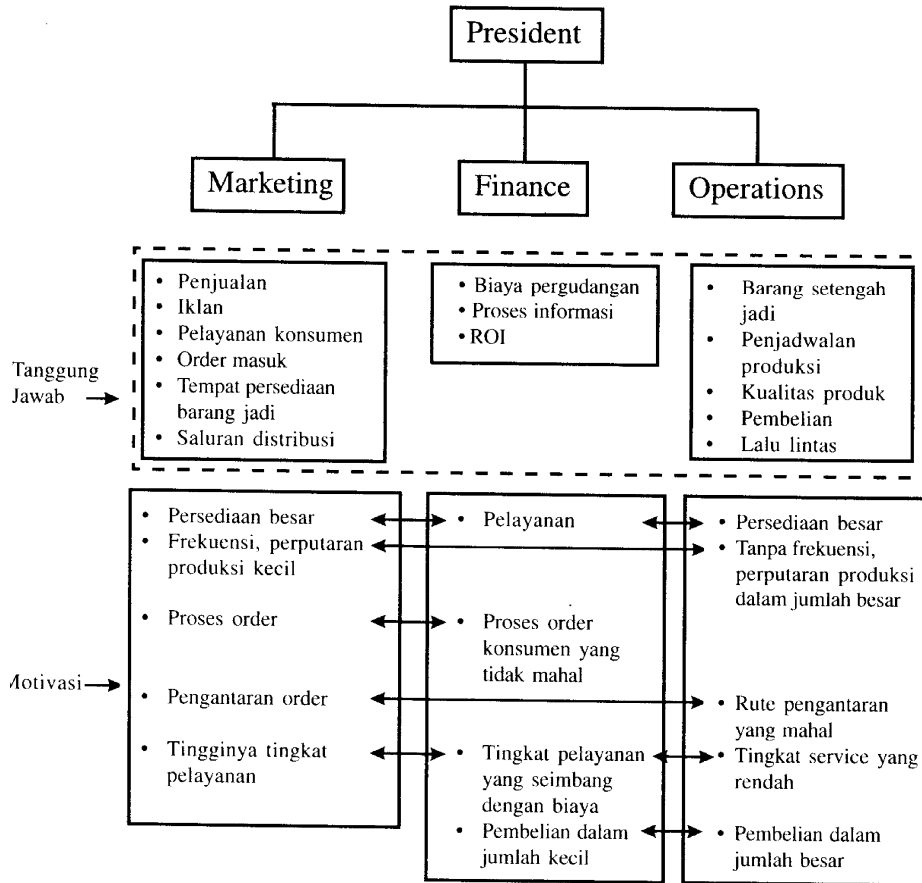 President
Marketing
Finance
Operations
Tanggung
Jawab
• Penjualan
• Iklan
• Pelayanan konsumen
• Order masuk
• Tempat persediaan
barang jadi
• Saluran distribusi
• Biaya pergudangan
• Proses informasi
• ROI
• Barang setengah
jadi
• Penjadwalan
produksi
• Kualitas produk
• Pembelian
• Lalu lintas
Motivasi
• Persediaan besar
• Frekuensi, perputaran
produksi kecil
• Proses order
• Pengantaran order
• Tingginya tingkat
pelayanan
• Pelayanan
• Proses order
konsumen yang
tidak mahal
• Tingkat pelayanan
yang seimbang
dengan biaya
• Pembelian dalam
jumlah kecil
• Persediaan besar
• Tanpa frekuensi,
perputaran produksi
dalam jumlah besar
• Rute pengantaran
yang mahal
• Tingkat service yang
rendah
• Pembelian dalam
jumlah besar